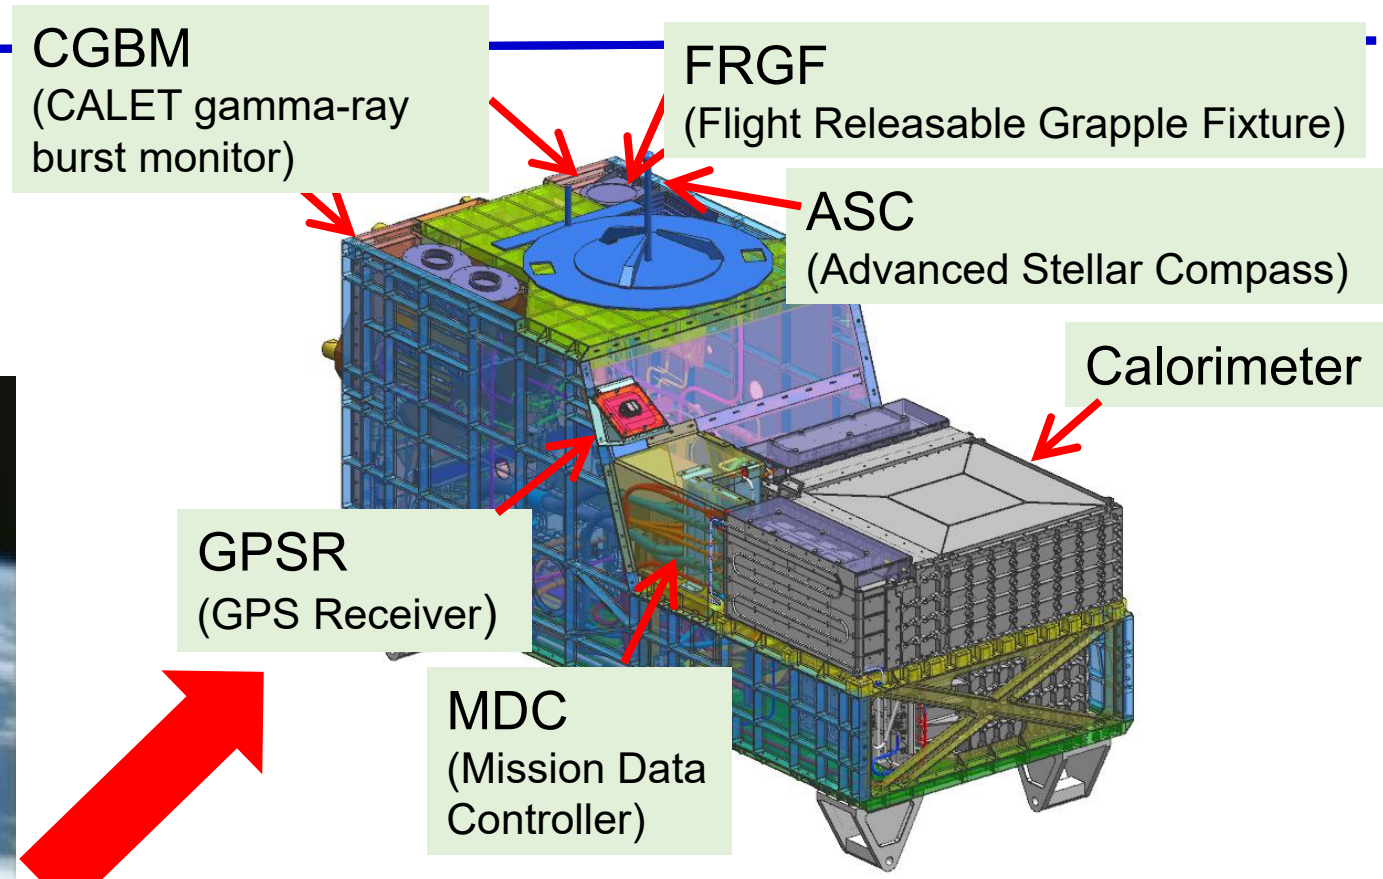 CGBM
(CALET gamma-ray
burst monitor)
FRGF
(Flight Releasable Grapple Fixture)
ASC
(Advanced Stellar Compass)
Calorimeter
GPSR
(GPS Receiver)
MDC
(Mission Data
Controller)